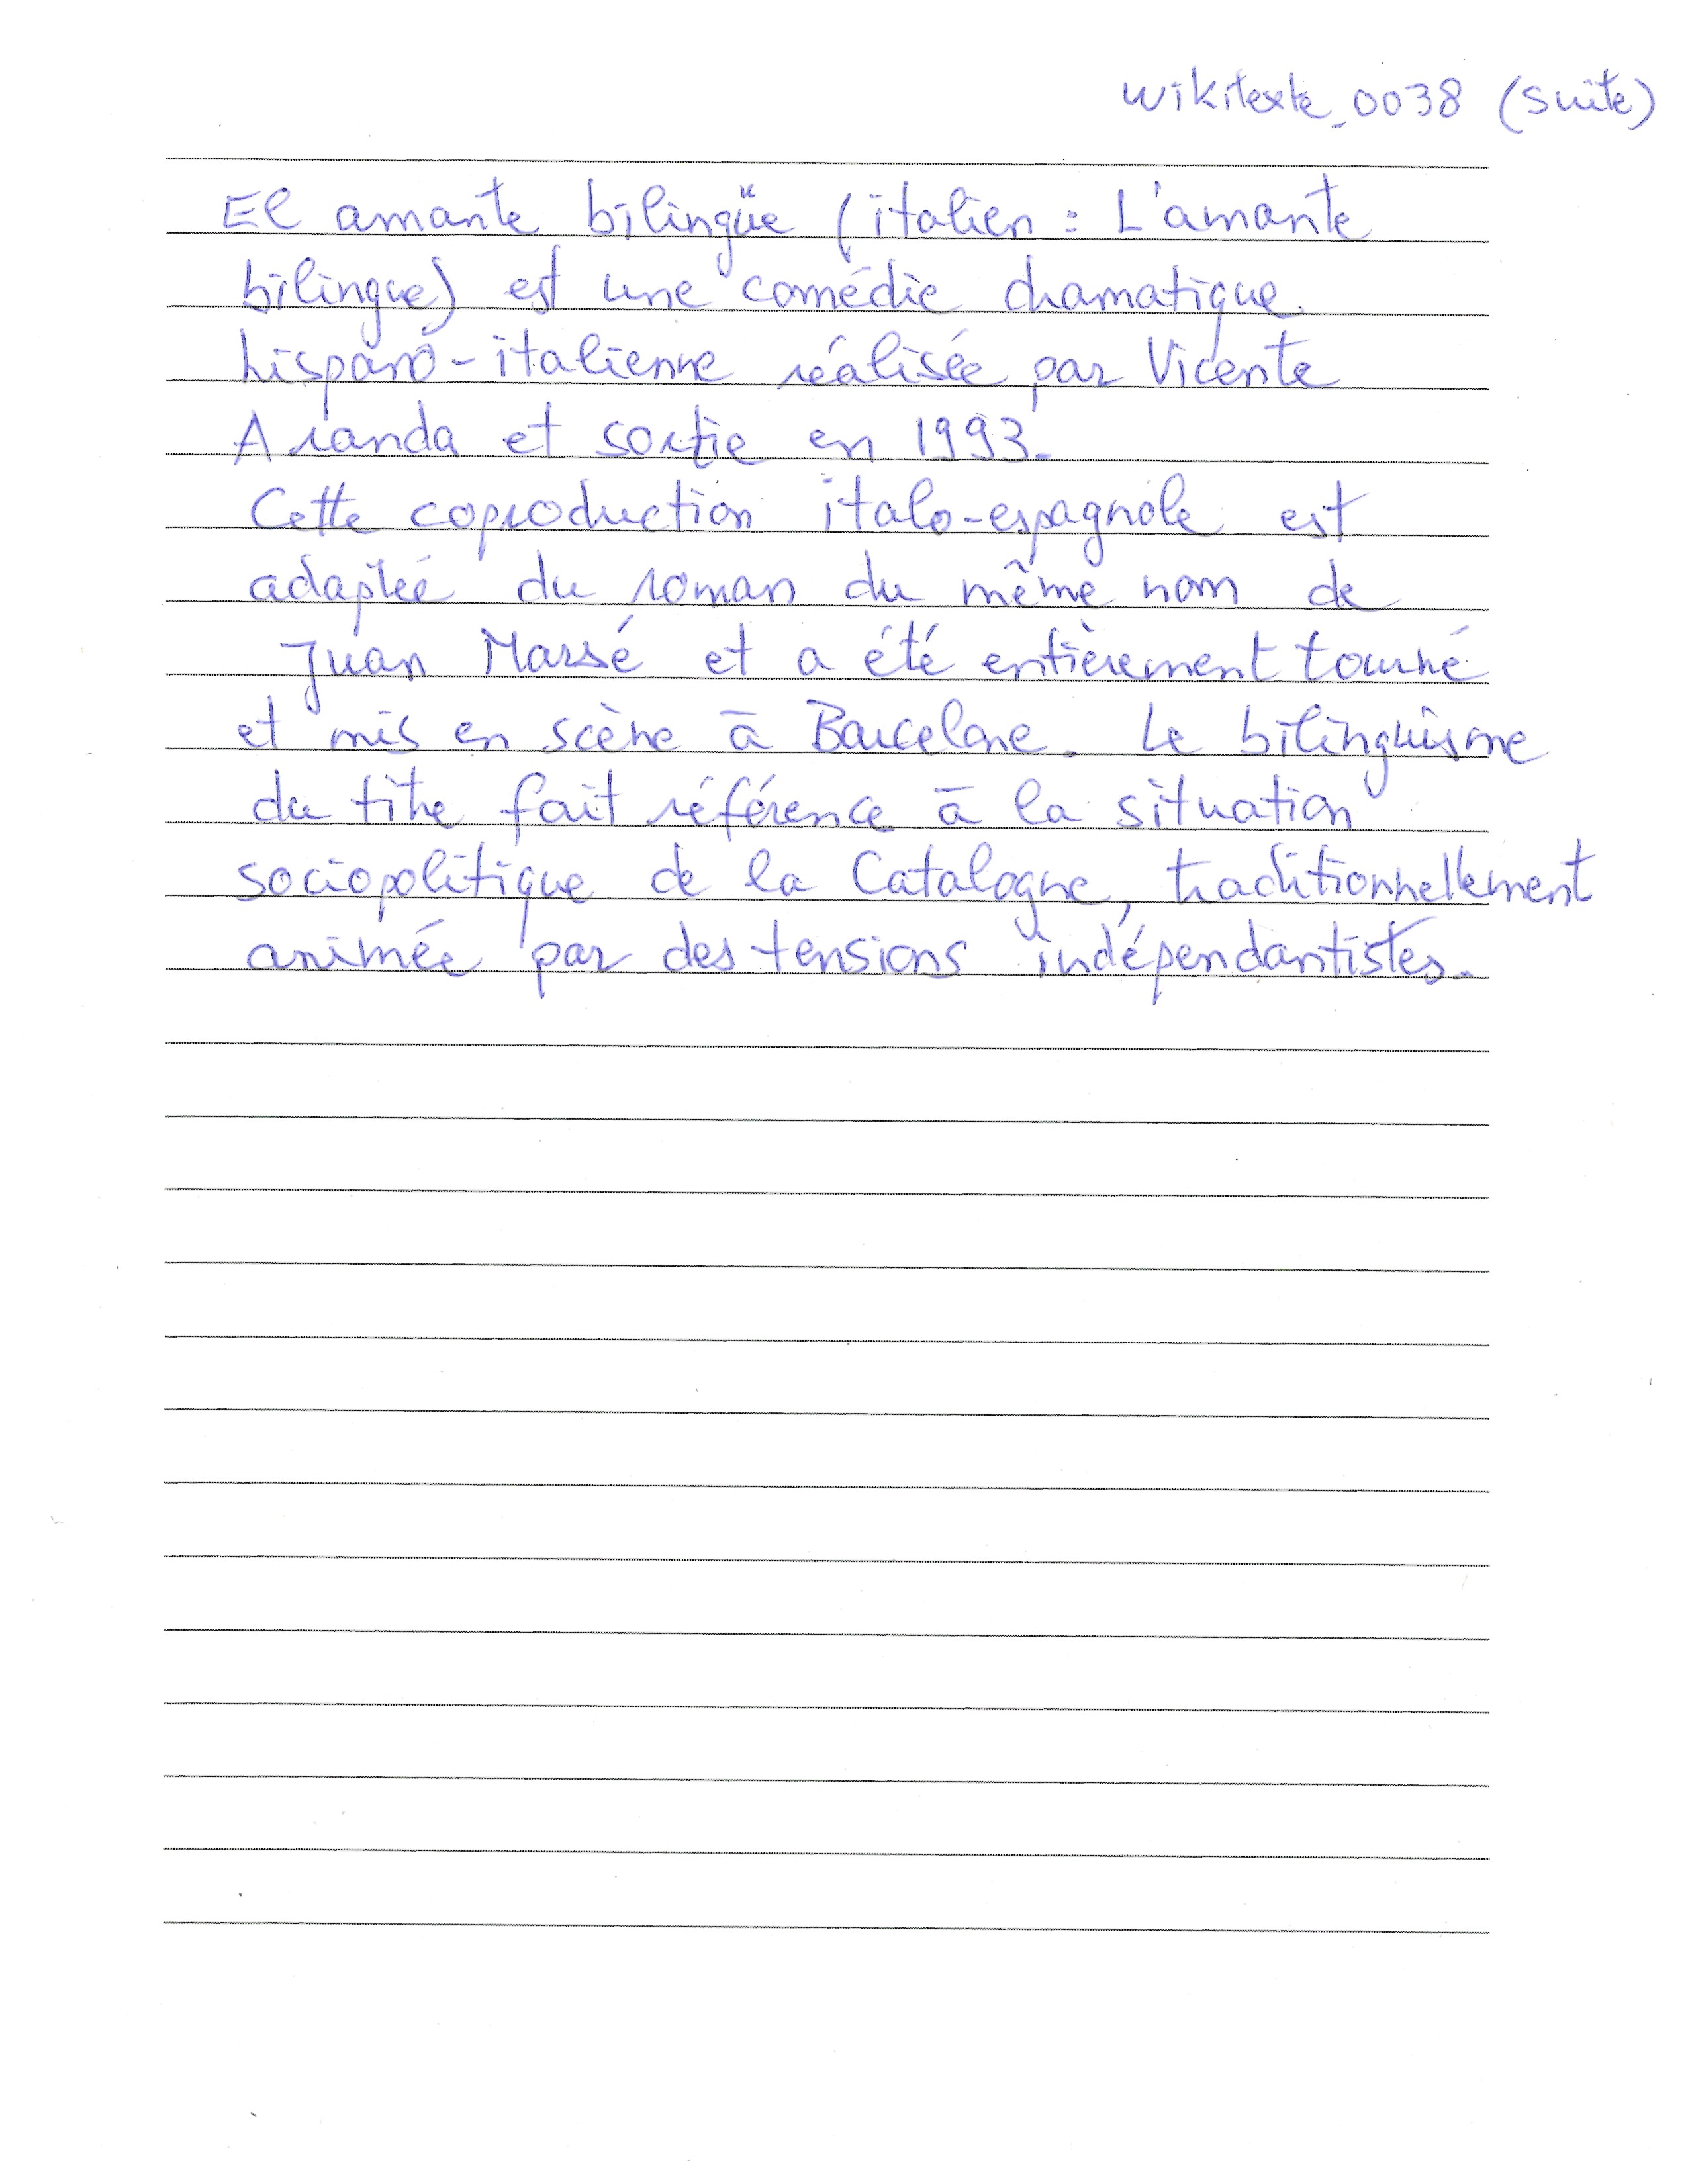 Wikitexte_0038 (suite)
El amante bilingüe (italien : L'amante
bilingue) est une comédie dramatique
hispano-italienne réalisée par Vicente
Aranda et sortie en 1993.
Cette coproduction italo-espagnole est
adaptée du roman du même nom de
Juan Marsé et a été entièrement tourné
et mis en scène à Barcelone. Le bilinguisme
du titre fait référence à la situation
sociopolitique de la Catalogne, traditionnellement
animée par des tensions indépendantistes.